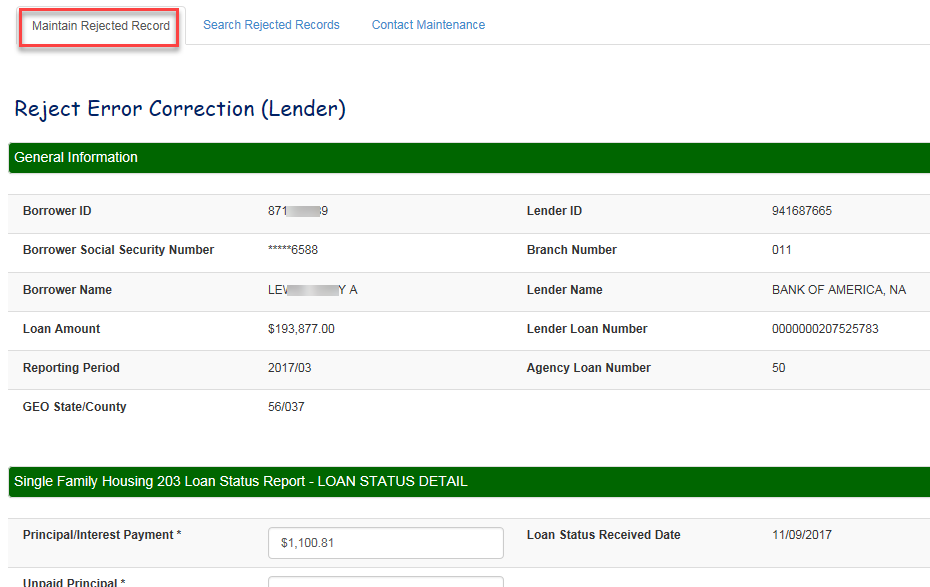 Maintain Rejected Record Search Rejected Records Contact Maintenance
Reject Error Correction (Lender)
General Information
Borrower ID 871 9 Lender ID 941687665
Borrower Social Security Number *****6588 Branch Number 011
Borrower Name Y A Lender Name BANK OF AMERICA, NA
Loan Amount $193,877.00 Lender Loan Number 0000000207525783
Reporting Period 2017/03 Agency Loan Number 50
GEO State/County 56/037
Single Family Housing 203 Loan Status Report - LOAN STATUS DETAIL
Principal/Interest Payment * $1,100.81 Loan Status Received Date 11/09/2017
Unpaid Principal *